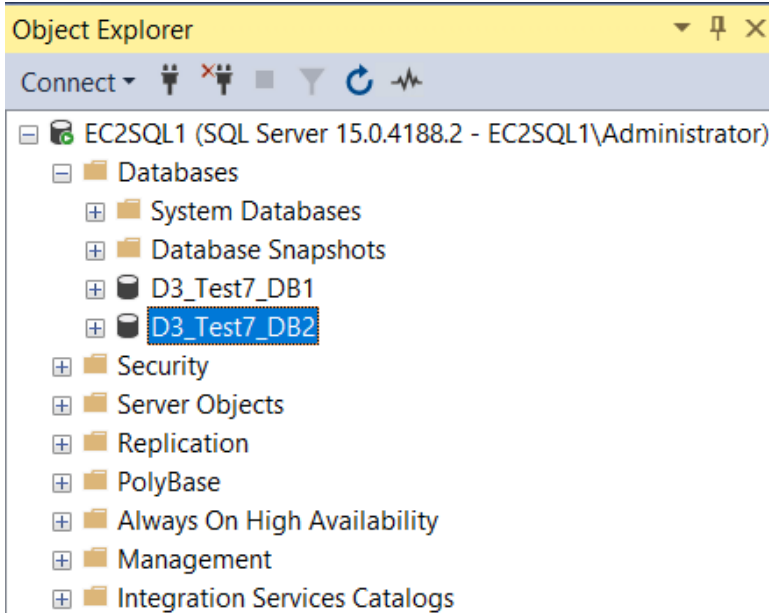 Object Explorer
Connect
EC2SQL1 (SQL Server 15.0.4188.2 - EC2SQL1\Administrator)
Databases
System Databases
Database Snapshots
D3_Test7_DB1
D3_Test7_DB2
Security
Server Objects
Replication
PolyBase
Always On High Availability
Management
Integration Services Catalogs